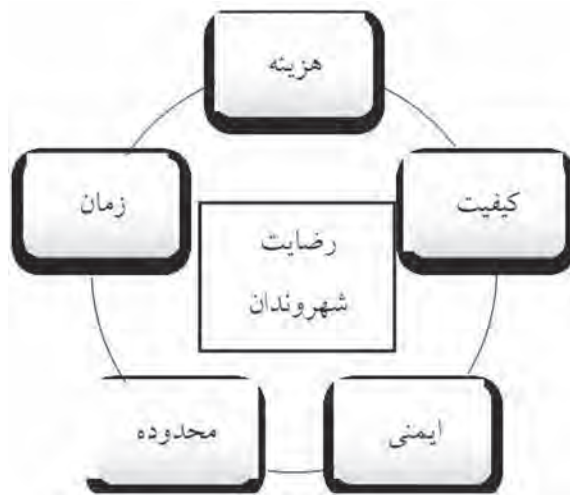 هزینه
کیفیت
زمان
رضایت
شهروندان
ایمنی
محدوده